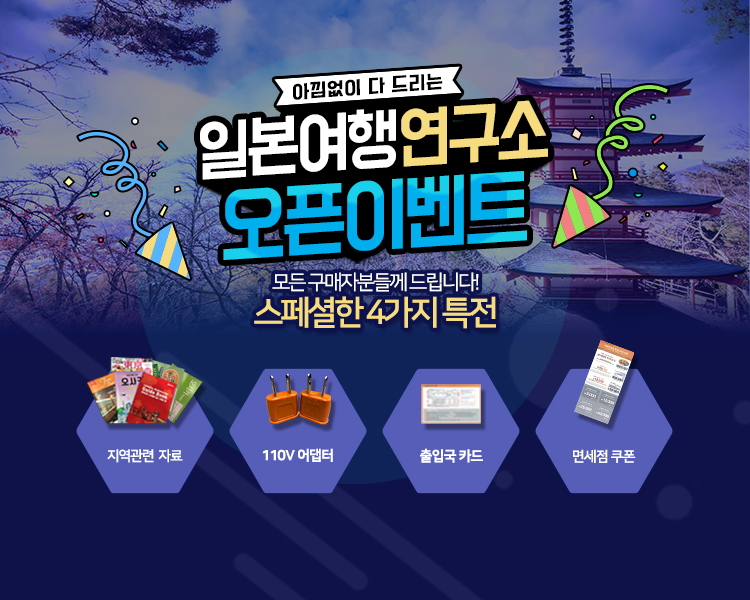 아낌없이 다 드리는
일본여행연구소
오픈이벤트
모든 구매자분들께 드립니다!
스페셜한 4가지 특전
지역관련 자료
110V 어댑터
출입국 카드
면세점 쿠폰